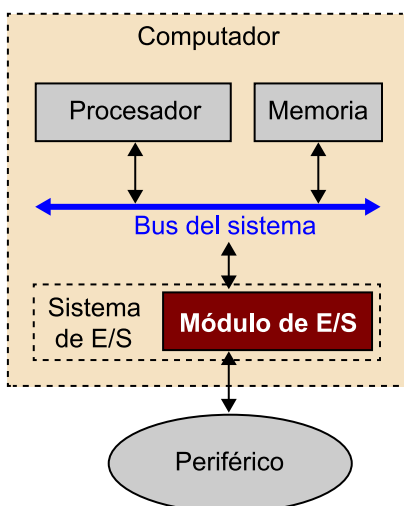 Computador
Procesador
Memoria
Bus del sistema
Sistema
de E/S
Módulo de E/S
Periférico